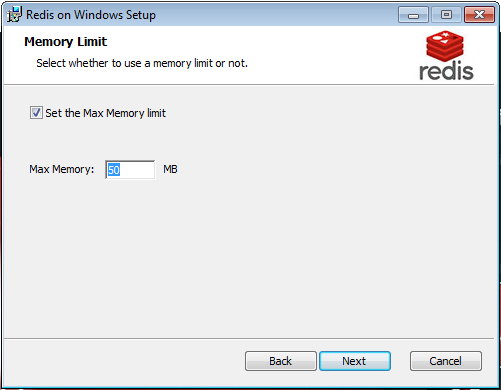 Redis on Windows Setup
Memory Limit
Select whether to use a memory limit or not.
redis
Set the Max Memory limit
Max Memory: 50 MB
Back Next Cancel